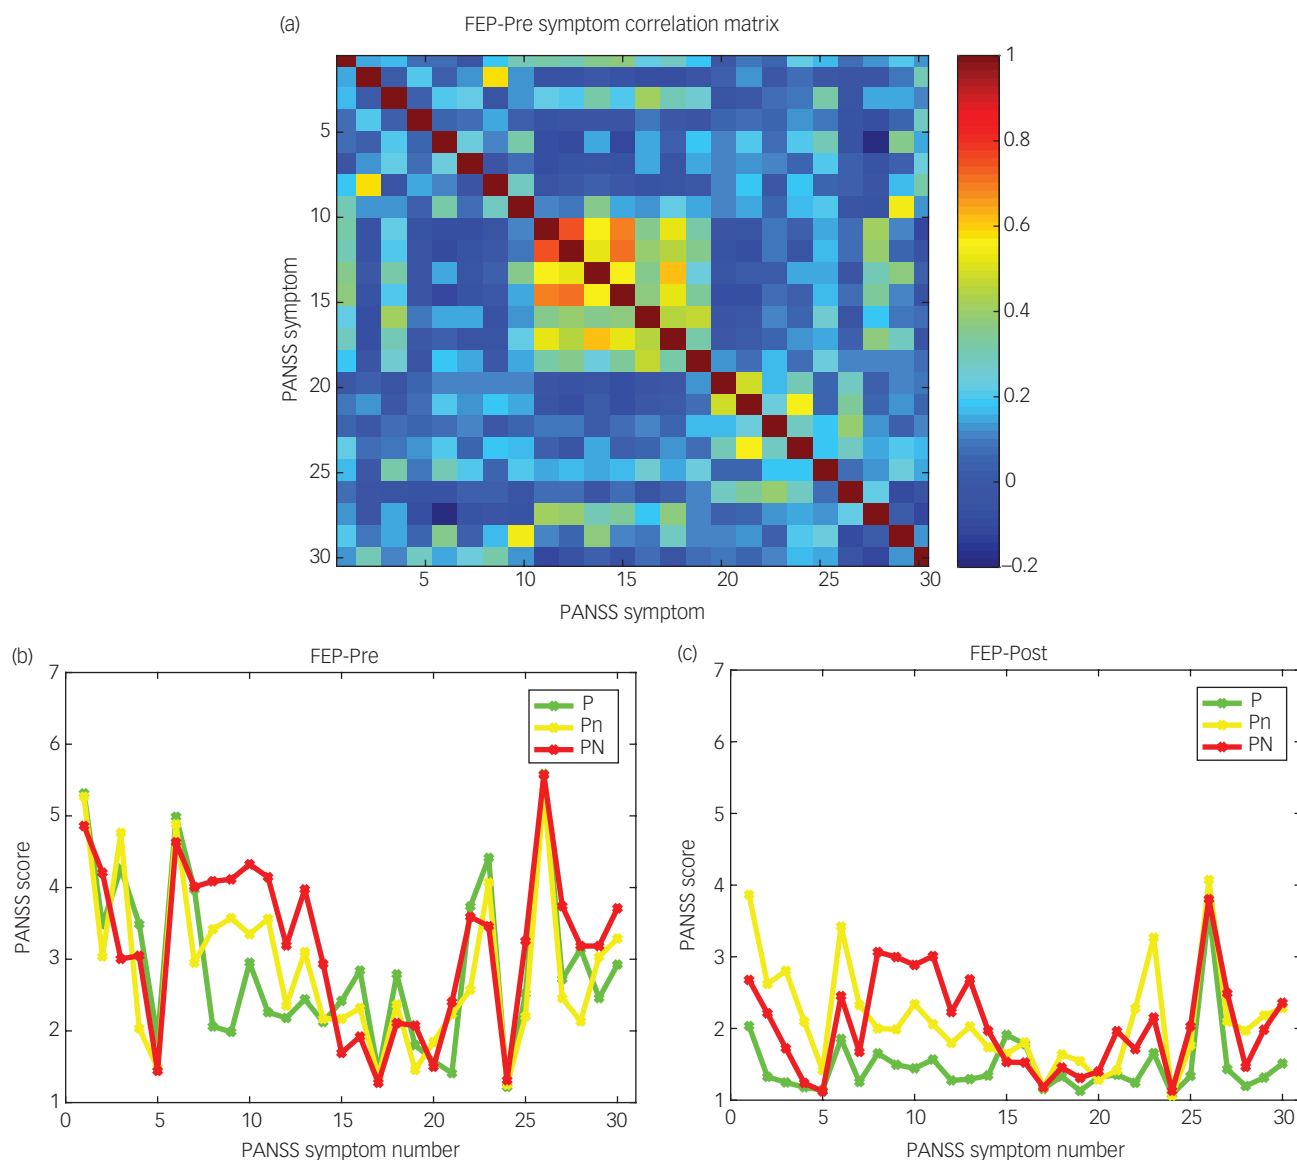 (a)
FEP-Pre symptom correlation matrix
PANSS symptom
5
10
15
20
25
30
5
10
15
20
25
30
PANSS symptom
1
0.8
0.6
0.4
0.2
0
–0.2
(b)
FEP-Pre
PANSS score
7
6
5
4
3
2
1
0
5
10
15
20
25
30
PANSS symptom number
P
Pn
PN
(c)
FEP-Post
PANSS score
7
6
5
4
3
2
1
0
5
10
15
20
25
30
PANSS symptom number
P
Pn
PN